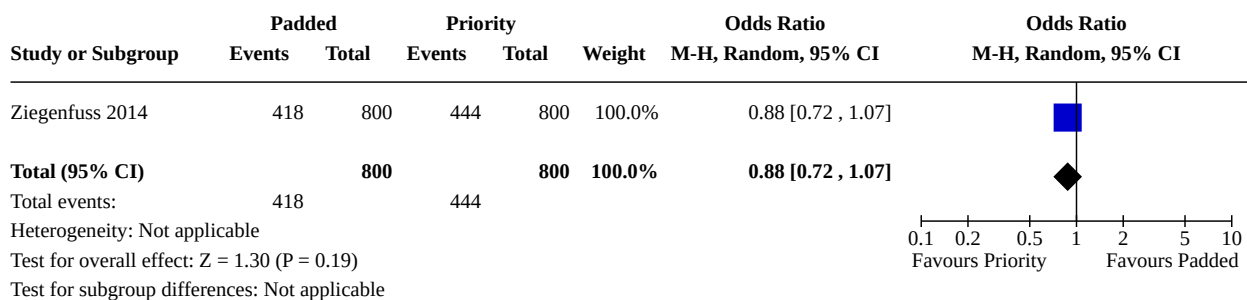 Padded Priority Odds Ratio Odds Ratio
Study or Subgroup Events Total Events Total Weight M-H, Random, 95% CI M-H, Random, 95% CI
Ziegenfuss 2014 418 800 444 800 100.0% 0.88 [0.72 , 1.07]
Total (95% CI) 800 800 100.0% 0.88 [0.72 , 1.07]
Total events: 418 444
Heterogeneity: Not applicable
0.1 0.2 0.5 1 2 5 10
Test for overall effect: Z = 1.30 (P = 0.19) Favours Priority Favours Padded
Test for subgroup differences: Not applicable